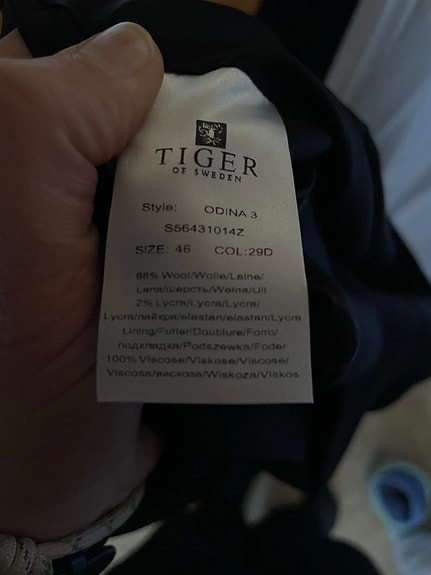 TIGER
OF SWEDEN
Style: ODINA 3
S56431014Z
SIZE: 46 COL:29D
98% Wool/Wolle/Laine/
Lana/шерсть/Wełna/Ull
2% Lycra/Lycra/Lycra/
Lycra/лайкра/elastan/elastan/Lycra
Lining/Futter/Doublure/Forro/
подкладка/Podszewka/Foder
100% Viscose/Viskose/Viscose/
Viscosa/вискоза/Wiskoza/Viskos